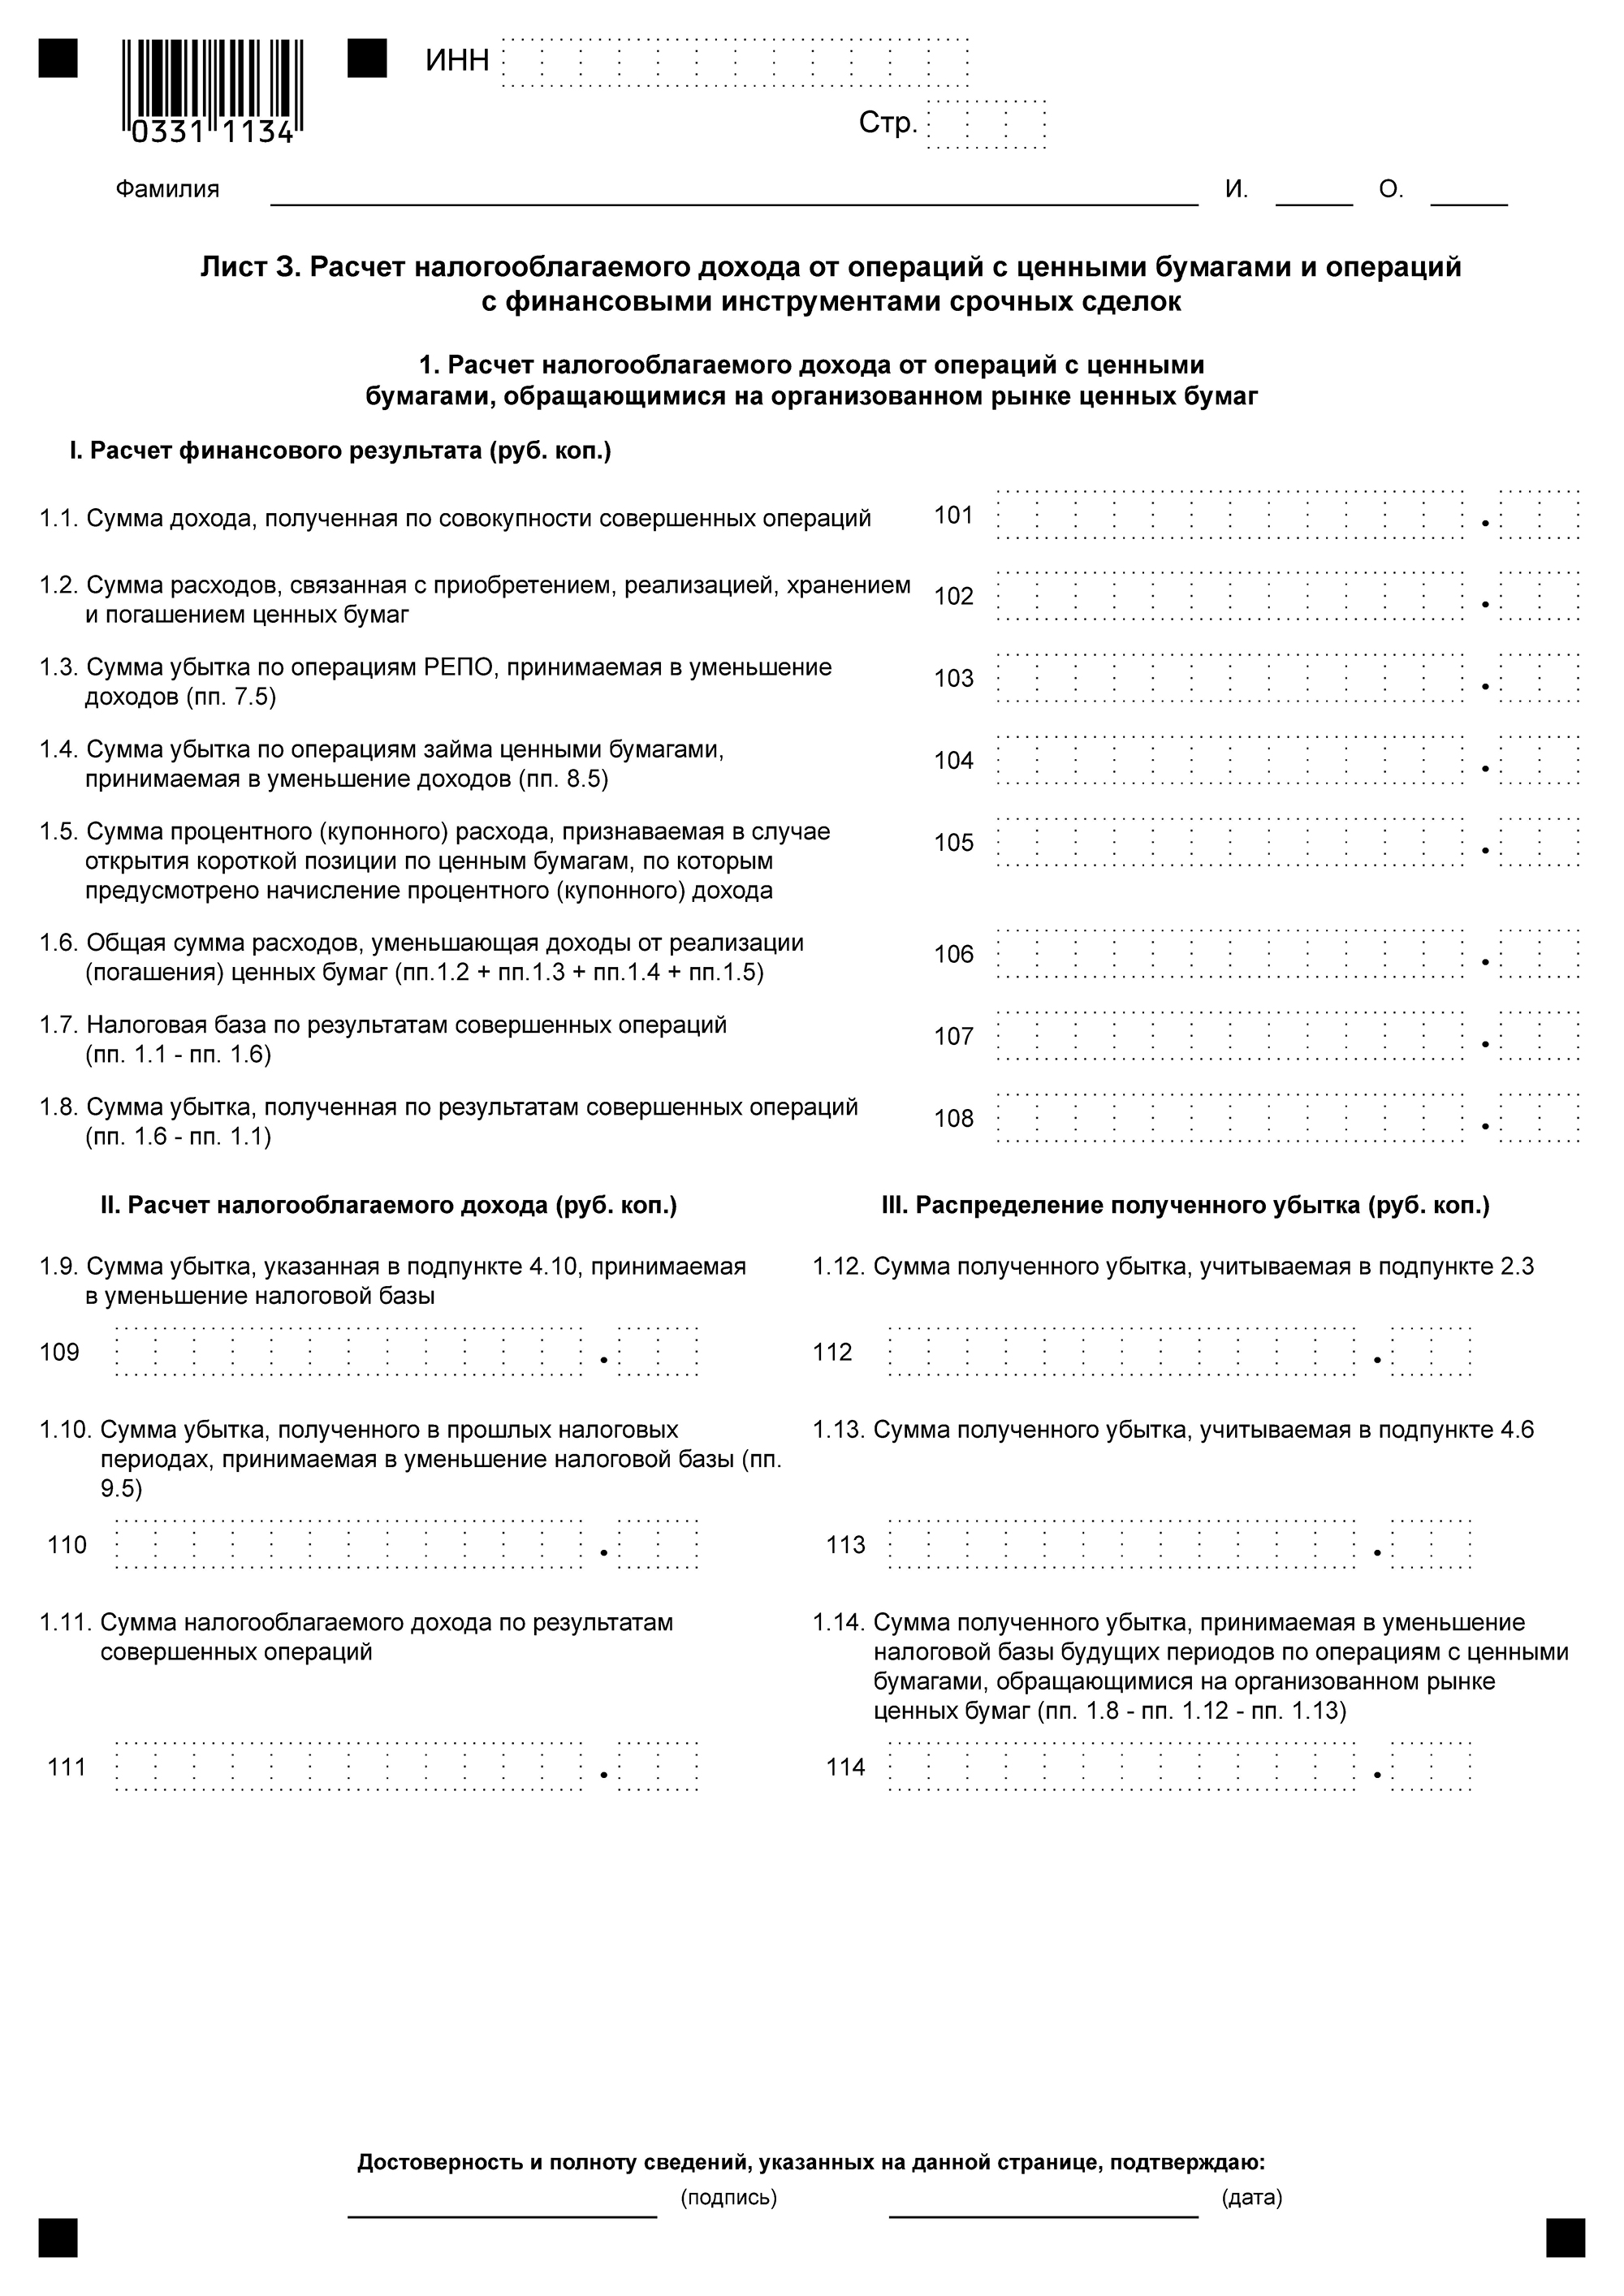 ИНН
0331 1134
Стр.
Фамилия И. О.
Лист З. Расчет налогооблагаемого дохода от операций с ценными бумагами и операций
с финансовыми инструментами срочных сделок
1. Расчет налогооблагаемого дохода от операций с ценными
бумагами, обращающимися на организованном рынке ценных бумаг
I. Расчет финансового результата (руб. коп.)
1.1. Сумма дохода, полученная по совокупности совершенных операций 101 .
1.2. Сумма расходов, связанная с приобретением, реализацией, хранением 102 .
и погашением ценных бумаг
1.3. Сумма убытка по операциям РЕПО, принимаемая в уменьшение 103 .
доходов (пп. 7.5)
1.4. Сумма убытка по операциям займа ценными бумагами, 104 .
принимаемая в уменьшение доходов (пп. 8.5)
1.5. Сумма процентного (купонного) расхода, признаваемая в случае 105 .
открытия короткой позиции по ценным бумагам, по которым
предусмотрено начисление процентного (купонного) дохода
1.6. Общая сумма расходов, уменьшающая доходы от реализации 106 .
(погашения) ценных бумаг (пп.1.2 + пп.1.3 + пп.1.4 + пп.1.5)
1.7. Налоговая база по результатам совершенных операций 107 .
(пп. 1.1 - пп. 1.6)
1.8. Сумма убытка, полученная по результатам совершенных операций 108 .
(пп. 1.6 - пп. 1.1)
II. Расчет налогооблагаемого дохода (руб. коп.)
1.9. Сумма убытка, указанная в подпункте 4.10, принимаемая
в уменьшение налоговой базы
109 .
1.10. Сумма убытка, полученного в прошлых налоговых
периодах, принимаемая в уменьшение налоговой базы (пп.
9.5)
110 .
1.11. Сумма налогооблагаемого дохода по результатам
совершенных операций
111 .
III. Распределение полученного убытка (руб. коп.)
1.12. Сумма полученного убытка, учитываемая в подпункте 2.3
112 .
1.13. Сумма полученного убытка, учитываемая в подпункте 4.6
113 .
1.14. Сумма полученного убытка, принимаемая в уменьшение
налоговой базы будущих периодов по операциям с ценными
бумагами, обращающимися на организованном рынке
ценных бумаг (пп. 1.8 - пп. 1.12 - пп. 1.13)
114 .
Достоверность и полноту сведений, указанных на данной странице, подтверждаю:
(подпись) (дата)